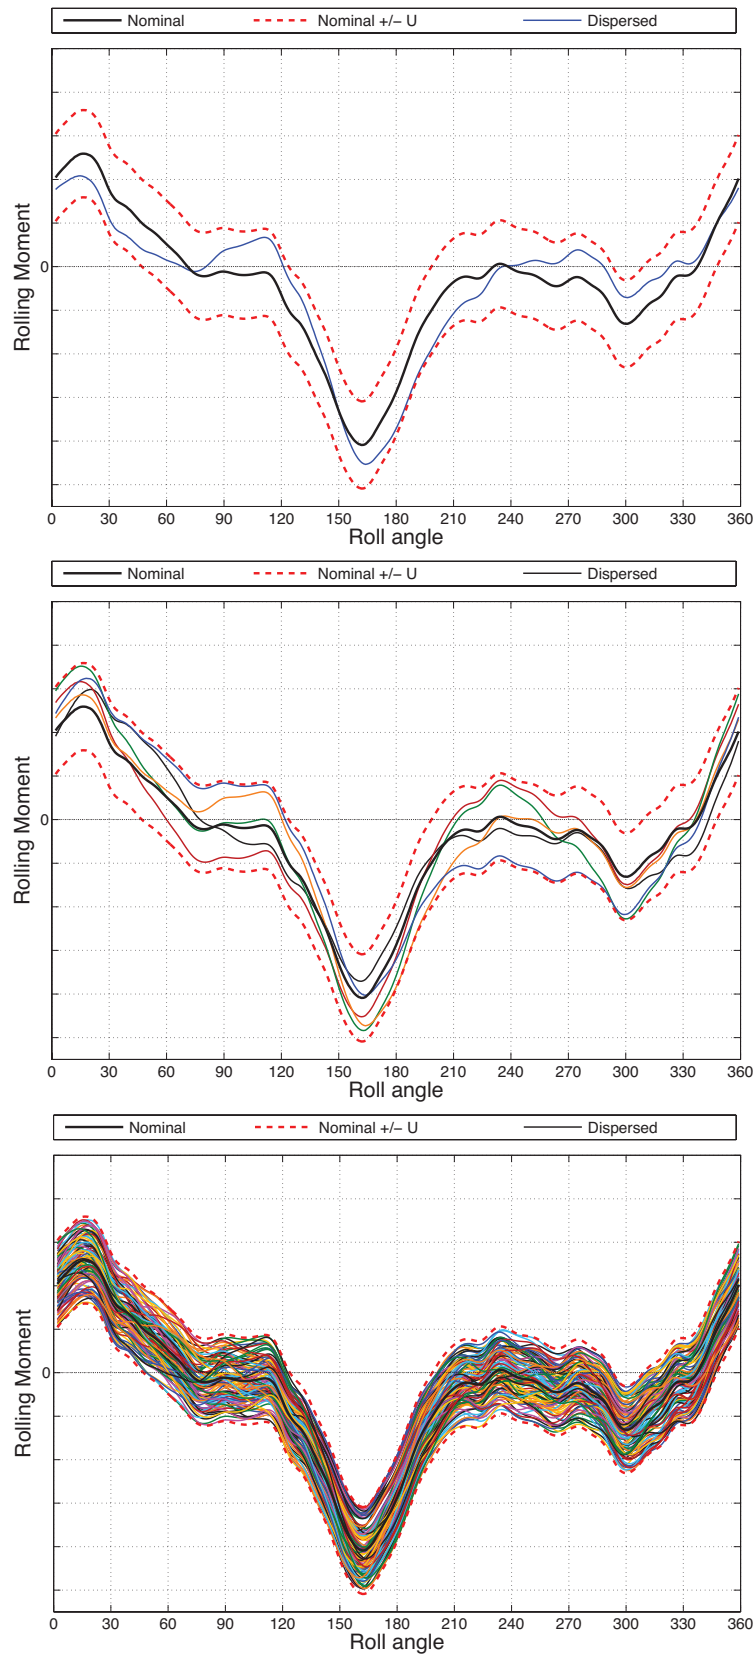 Nominal Nominal +/− U Dispersed
Rolling Moment
0
0 30 60 90 120 150 180 210 240 270 300 330 360
Roll angle
Nominal Nominal +/− U Dispersed
Rolling Moment
0
0 30 60 90 120 150 180 210 240 270 300 330 360
Roll angle
Nominal Nominal +/− U Dispersed
Rolling Moment
0
0 30 60 90 120 150 180 210 240 270 300 330 360
Roll angle